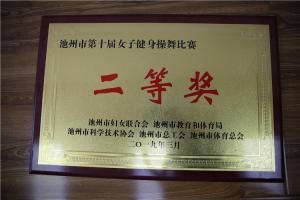 池州市第十届女子健身操舞比赛
二等奖
池州市妇女联合会 池州市教育和体育局
池州市科学技术协会 池州市总工会 池州市体育总会
二〇一九年三月